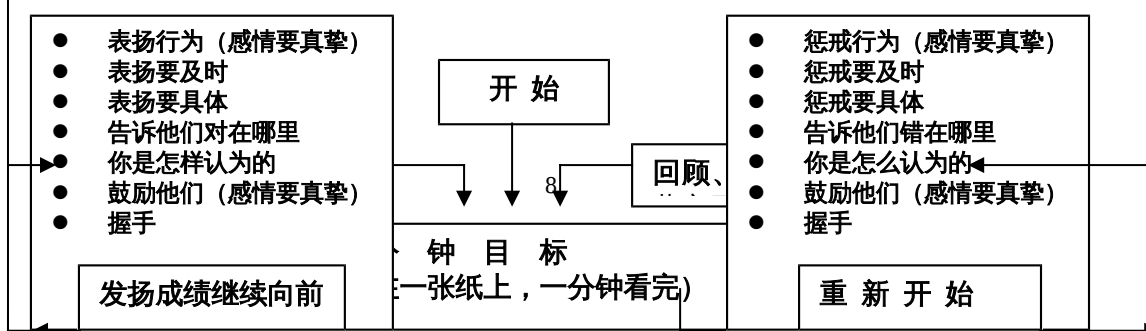 表扬行为（感情要真挚）
表扬要及时
表扬要具体
告诉他们对在哪里
你是怎样认为的
鼓励他们（感情要真挚）
握手
发扬成绩继续向前
开 始
8
回顾、
钟 目 标
一张纸上，一分钟看完）
惩戒行为（感情要真挚）
惩戒要及时
惩戒要具体
告诉他们错在哪里
你是怎么认为的
鼓励他们（感情要真挚）
握手
重 新 开 始